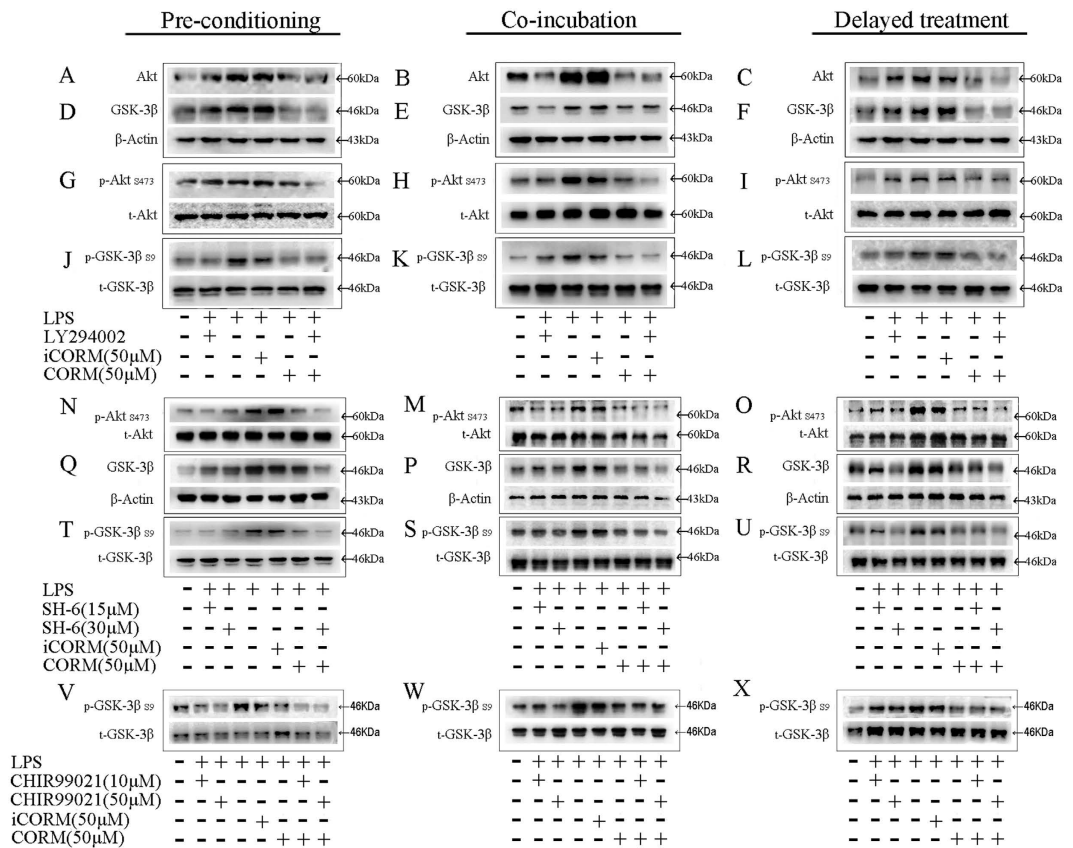 Pre-conditioning Co-incubation Delayed treatment
A Akt ←60kDa B Akt ←60kDa C Akt ←60kDa
D GSK-3β ←46kDa E GSK-3β ←46kDa F GSK-3β ←46kDa
β-Actin ←43kDa β-Actin ←43kDa β-Actin ←43kDa
G p-Akt S473 ←60kDa H p-Akt S473 ←60kDa I p-Akt S473 ←60kDa
t-Akt ←60kDa t-Akt ←60kDa t-Akt ←60kDa
J p-GSK-3β S9 ←46kDa K p-GSK-3β S9 ←46kDa L p-GSK-3β S9 ←46kDa
t-GSK-3β ←46kDa t-GSK-3β ←46kDa t-GSK-3β ←46kDa
LPS - + + + + + - + + + + + - + + + + +
LY294002 - + - - - + - + - - - + - + - - - +
iCORM(50μM) - - - + - - - - - + - - - - - + - -
CORM(50μM) - - - - + + - - - - + + - - - - + +
N p-Akt S473 ←60kDa M p-Akt S473 ←60kDa O p-Akt S473 ←60kDa
t-Akt ←60kDa t-Akt ←60kDa t-Akt ←60kDa
Q GSK-3β ←46kDa P GSK-3β ←46kDa R GSK-3β ←46kDa
β-Actin ←43kDa β-Actin ←43kDa β-Actin ←43kDa
T p-GSK-3β S9 ←46kDa S p-GSK-3β S9 ←46kDa U p-GSK-3β S9 ←46kDa
t-GSK-3β ←46kDa t-GSK-3β ←46kDa t-GSK-3β ←46kDa
LPS - + + + + + + - + + + + + + + - + + + + + + +
SH-6(15μM) - + - - - - - - + - - - - + - - + - - - - + -
SH-6(30μM) - - + - - - + - - + - - - - + - - + - - - - +
iCORM(50μM) - - - - + - - - - - - + - - - - - - - + - - -
CORM(50μM) - - - - - + + - - - - - + + + - - - - - + + +
V p-GSK-3β S9 ←46KDa W p-GSK-3β S9 ←46KDa X p-GSK-3β S9 ←46KDa
t-GSK-3β ←46KDa t-GSK-3β ←46KDa t-GSK-3β ←46KDa
LPS - + + + + + + + - + + + + + + + - + + + + + + +
CHIR99021(10μM) - + - - - - + - - + - - - - + - - + - - - - + -
CHIR99021(50μM) - - + - - - - + - - + - - - - + - - + - - - - +
iCORM(50μM) - - - - + - - - - - - - + - - - - - - - + - - -
CORM(50μM) - - - - - + + + - - - - - + + + - - - - - + + +